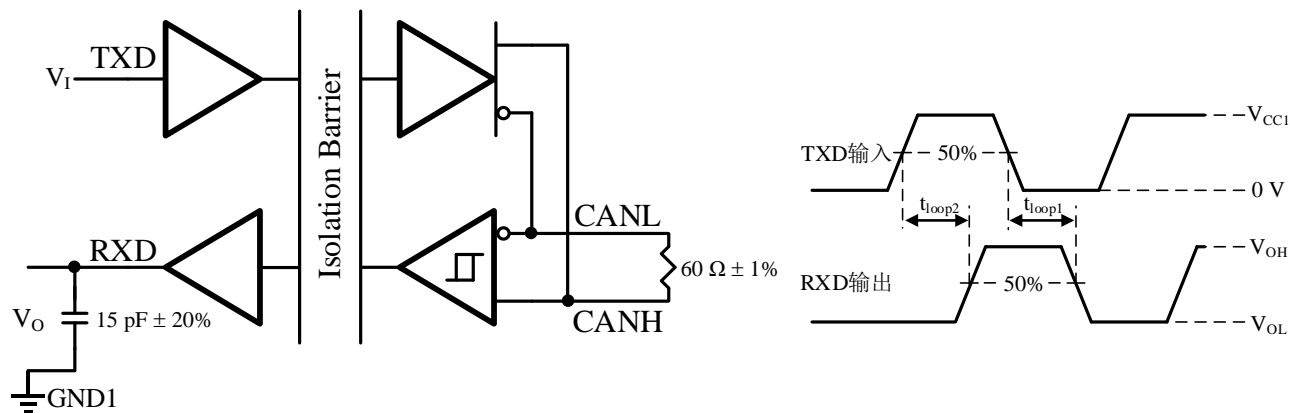 TXD
V_I
Isolation Barrier
CANL
RXD
60 Ω ± 1%
V_O
15 pF ± 20%
CANH
GND1
V_CC1
TXD输入
50%
0 V
t_loop2
t_loop1
V_OH
RXD输出
50%
V_OL